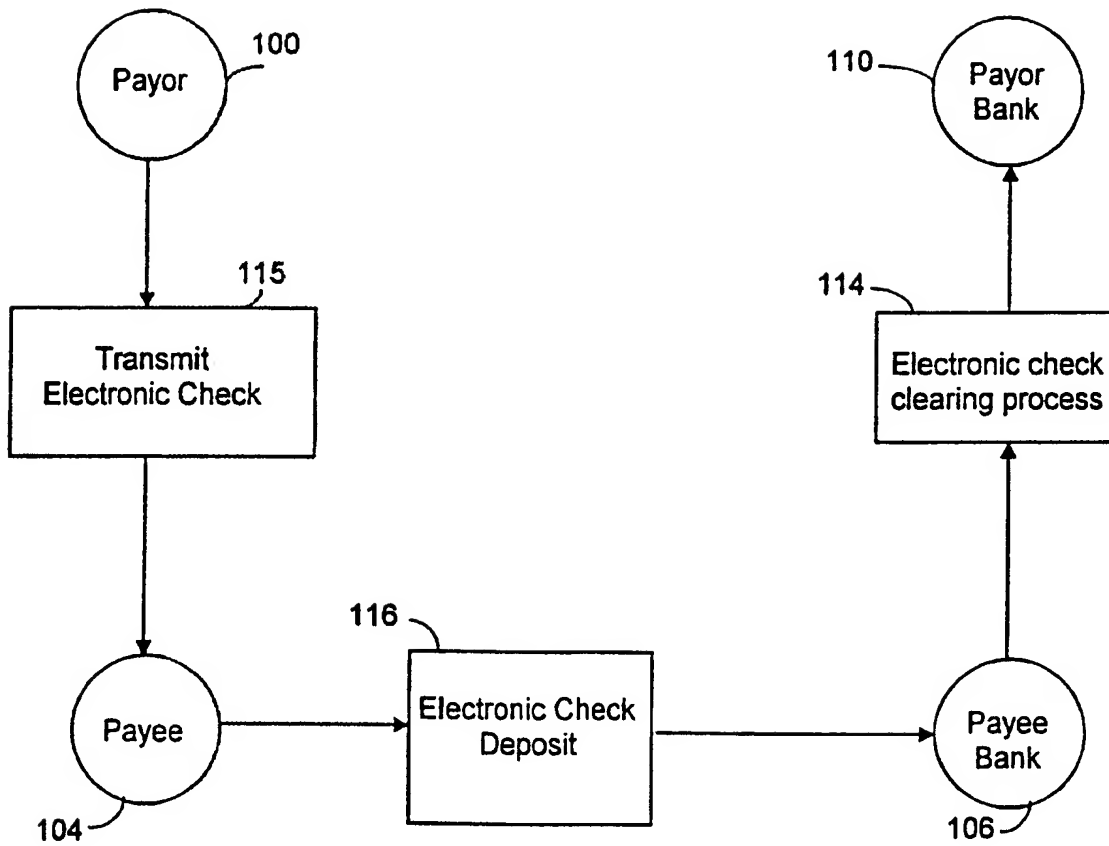 100
Payor
110
Payor
Bank
115
Transmit
Electronic Check
114
Electronic check
clearing process
116
Electronic Check
Deposit
Payee
104
Payee
Bank
106